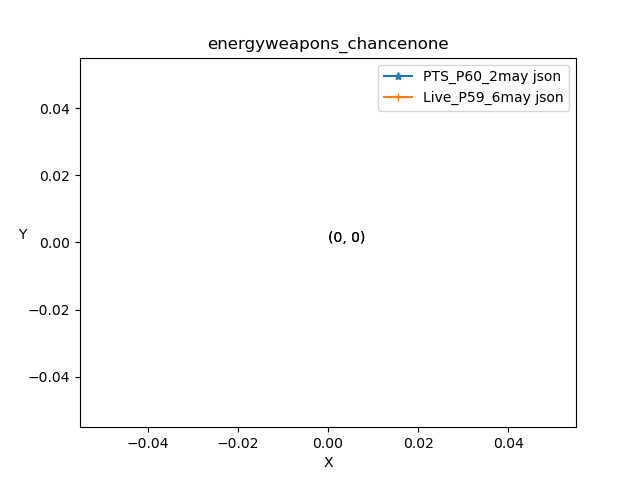 energyweapons_chancenone
PTS_P60_2may json
Live_P59_6may json
0.04
0.02
Y
0.00
−0.02
−0.04
(0, 0)
−0.04
−0.02
0.00
0.02
0.04
X